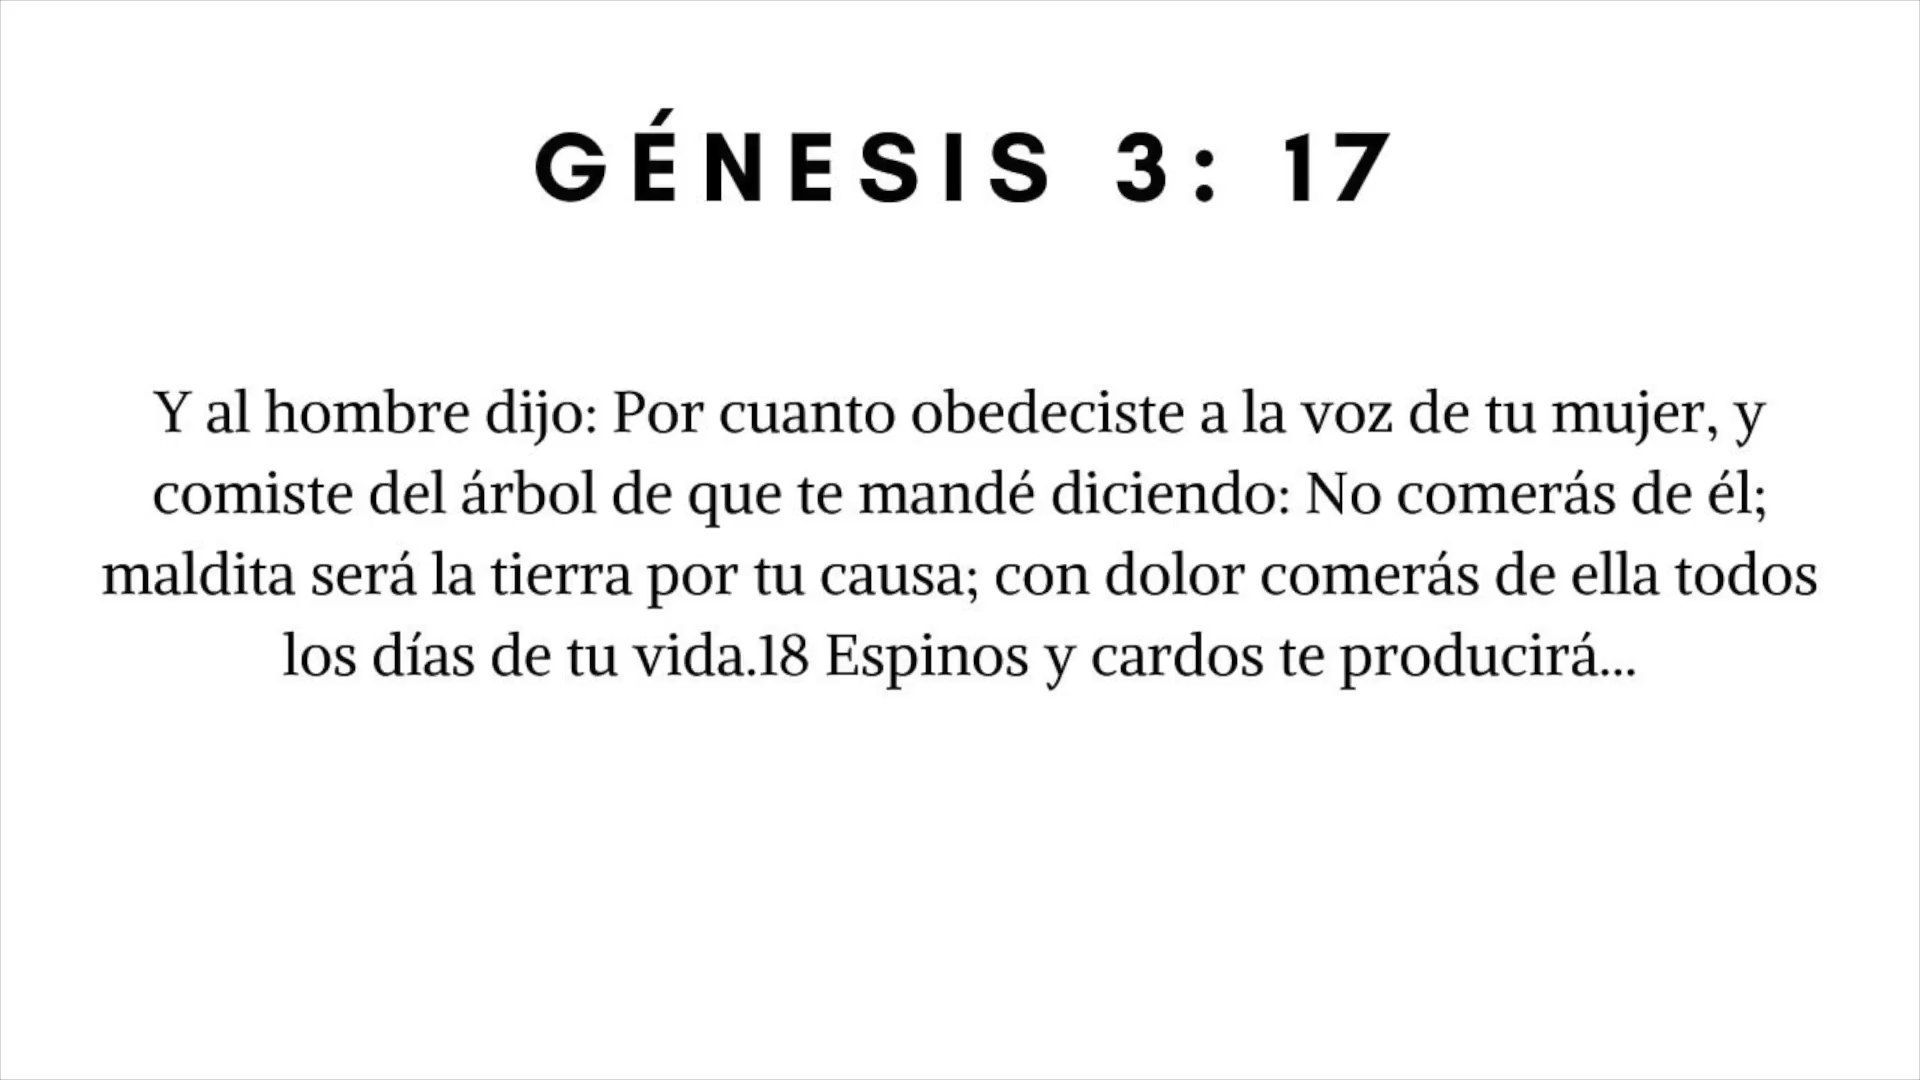 GÉNESIS 3: 17
Y al hombre dijo: Por cuanto obedeciste a la voz de tu mujer, y
comiste del árbol de que te mandé diciendo: No comerás de él;
maldita será la tierra por tu causa; con dolor comerás de ella todos
los días de tu vida.18 Espinos y cardos te producirá...